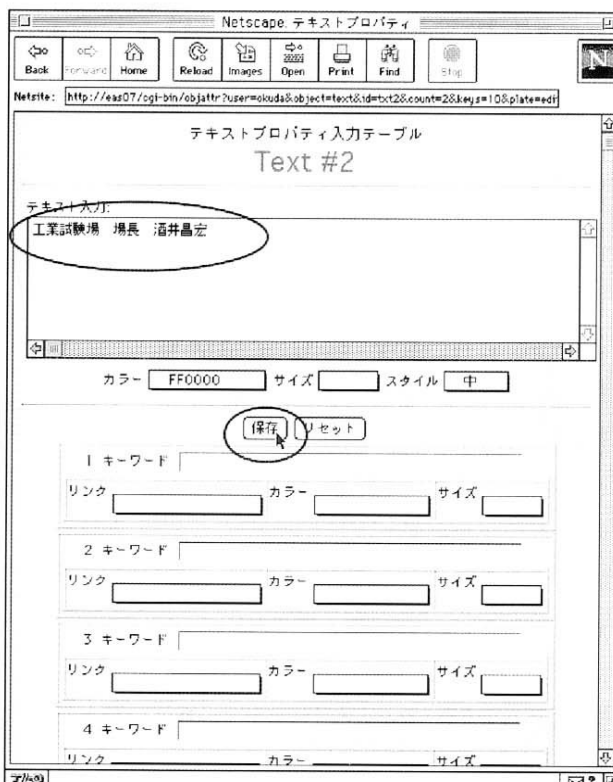 Netscape: テキストプロパティ
Back Forward Home Reload Images Open Print Find Stop
N
Netsite: http://eas07/cgi-bin/objattr?user=okuda&object=text&id=txt2&count=2&keys=10&plate=edi
テキストプロパティ入力テーブル
Text #2
テキスト入力:
工業試験場 場長 酒井昌宏
カラー FF0000 サイズ スタイル 中
保存 リセット
1 キーワード
リンク カラー サイズ
2 キーワード
リンク カラー サイズ
3 キーワード
リンク カラー サイズ
4 キーワード
リンク カラー サイズ